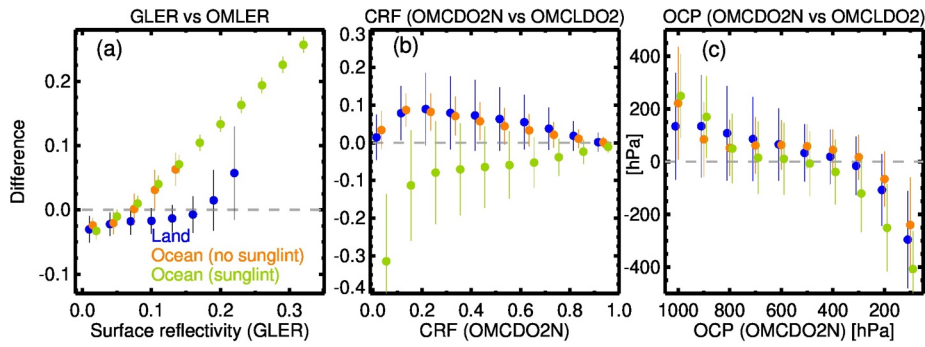 GLER vs OMLER
CRF (OMCDO2N vs OMCLDO2)
OCP (OMCDO2N vs OMCLDO2)
(a)
(b)
(c)
0.2
0.1
0.0
-0.1
Difference
Land
Ocean (no sunglint)
Ocean (sunglint)
0.0
0.1
0.2
0.3
Surface reflectivity (GLER)
0.3
0.2
0.1
0.0
-0.1
-0.2
-0.3
-0.4
0.0
0.2
0.4
0.6
0.8
1.0
CRF (OMCDO2N)
400
200
0
-200
-400
[hPa]
1000
800
600
400
200
OCP (OMCDO2N) [hPa]